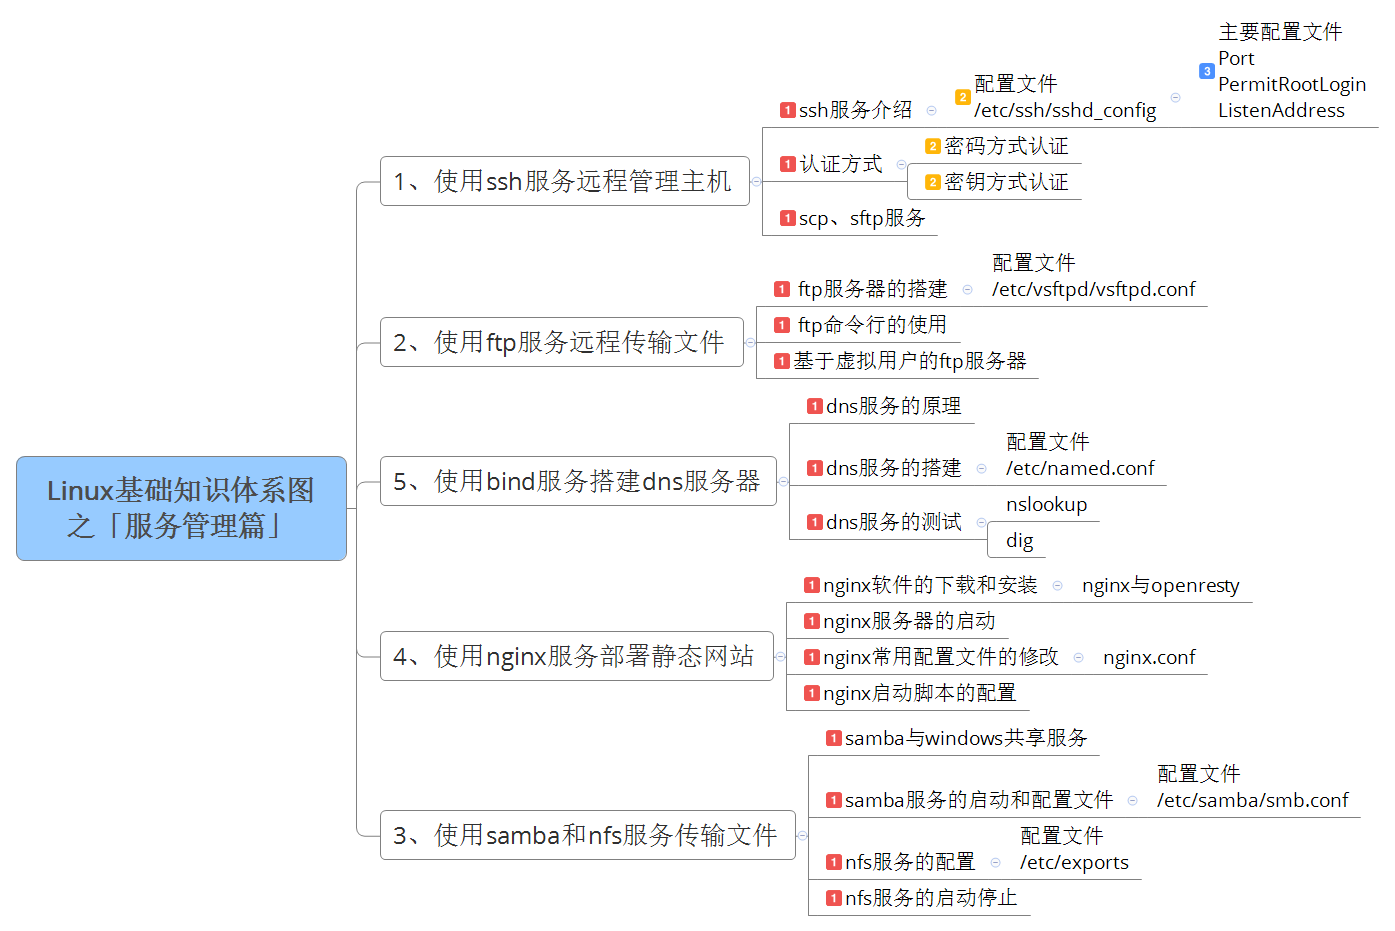 Linux基础知识体系图
之「服务管理篇」
1、使用ssh服务远程管理主机
1 ssh服务介绍
2 配置文件
/etc/ssh/sshd_config
3 主要配置文件
Port
PermitRootLogin
ListenAddress
1 认证方式
2 密码方式认证
2 密钥方式认证
1 scp、sftp服务
2、使用ftp服务远程传输文件
1 ftp服务器的搭建
配置文件
/etc/vsftpd/vsftpd.conf
1 ftp命令行的使用
1 基于虚拟用户的ftp服务器
5、使用bind服务搭建dns服务器
1 dns服务的原理
1 dns服务的搭建
配置文件
/etc/named.conf
1 dns服务的测试
nslookup
dig
4、使用nginx服务部署静态网站
1 nginx软件的下载和安装
nginx与openresty
1 nginx服务器的启动
1 nginx常用配置文件的修改
nginx.conf
1 nginx启动脚本的配置
3、使用samba和nfs服务传输文件
1 samba与windows共享服务
1 samba服务的启动和配置文件
配置文件
/etc/samba/smb.conf
1 nfs服务的配置
配置文件
/etc/exports
1 nfs服务的启动停止